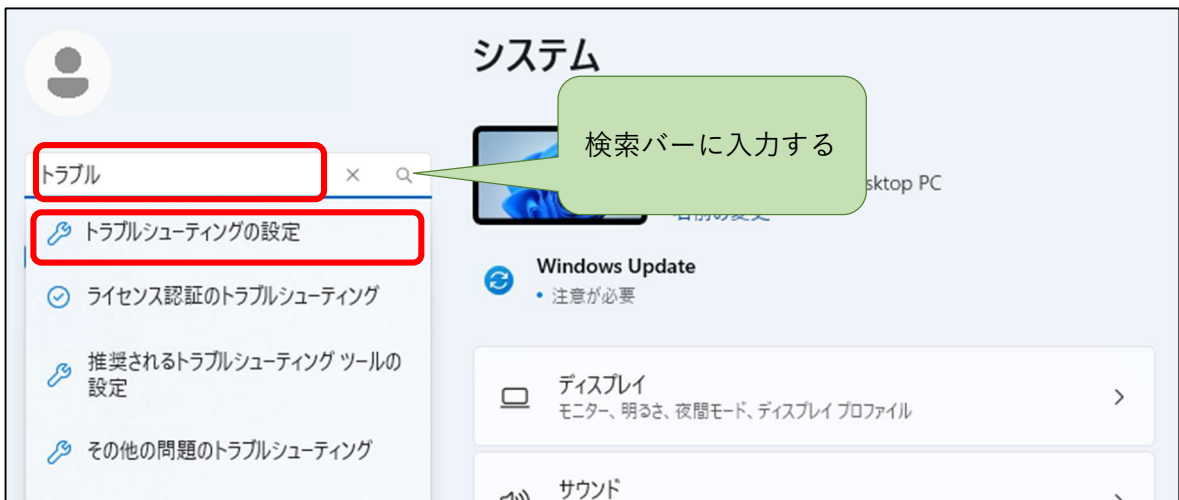 システム
検索バーに入力する
トラブル
sktop PC
名前の変更
トラブルシューティングの設定
ライセンス認証のトラブルシューティング
推奨されるトラブルシューティング ツールの
設定
その他の問題のトラブルシューティング
Windows Update
• 注意が必要
ディスプレイ
モニター、明るさ、夜間モード、ディスプレイ プロファイル
サウンド